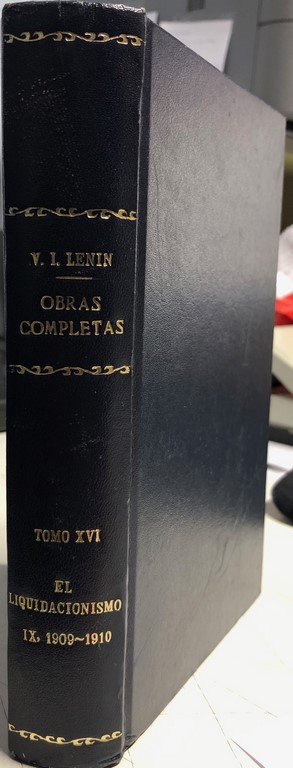 V. I. LENIN
OBRAS
COMPLETAS
TOMO XVI
EL
LIQUIDACIONISMO
IX, 1909~1910